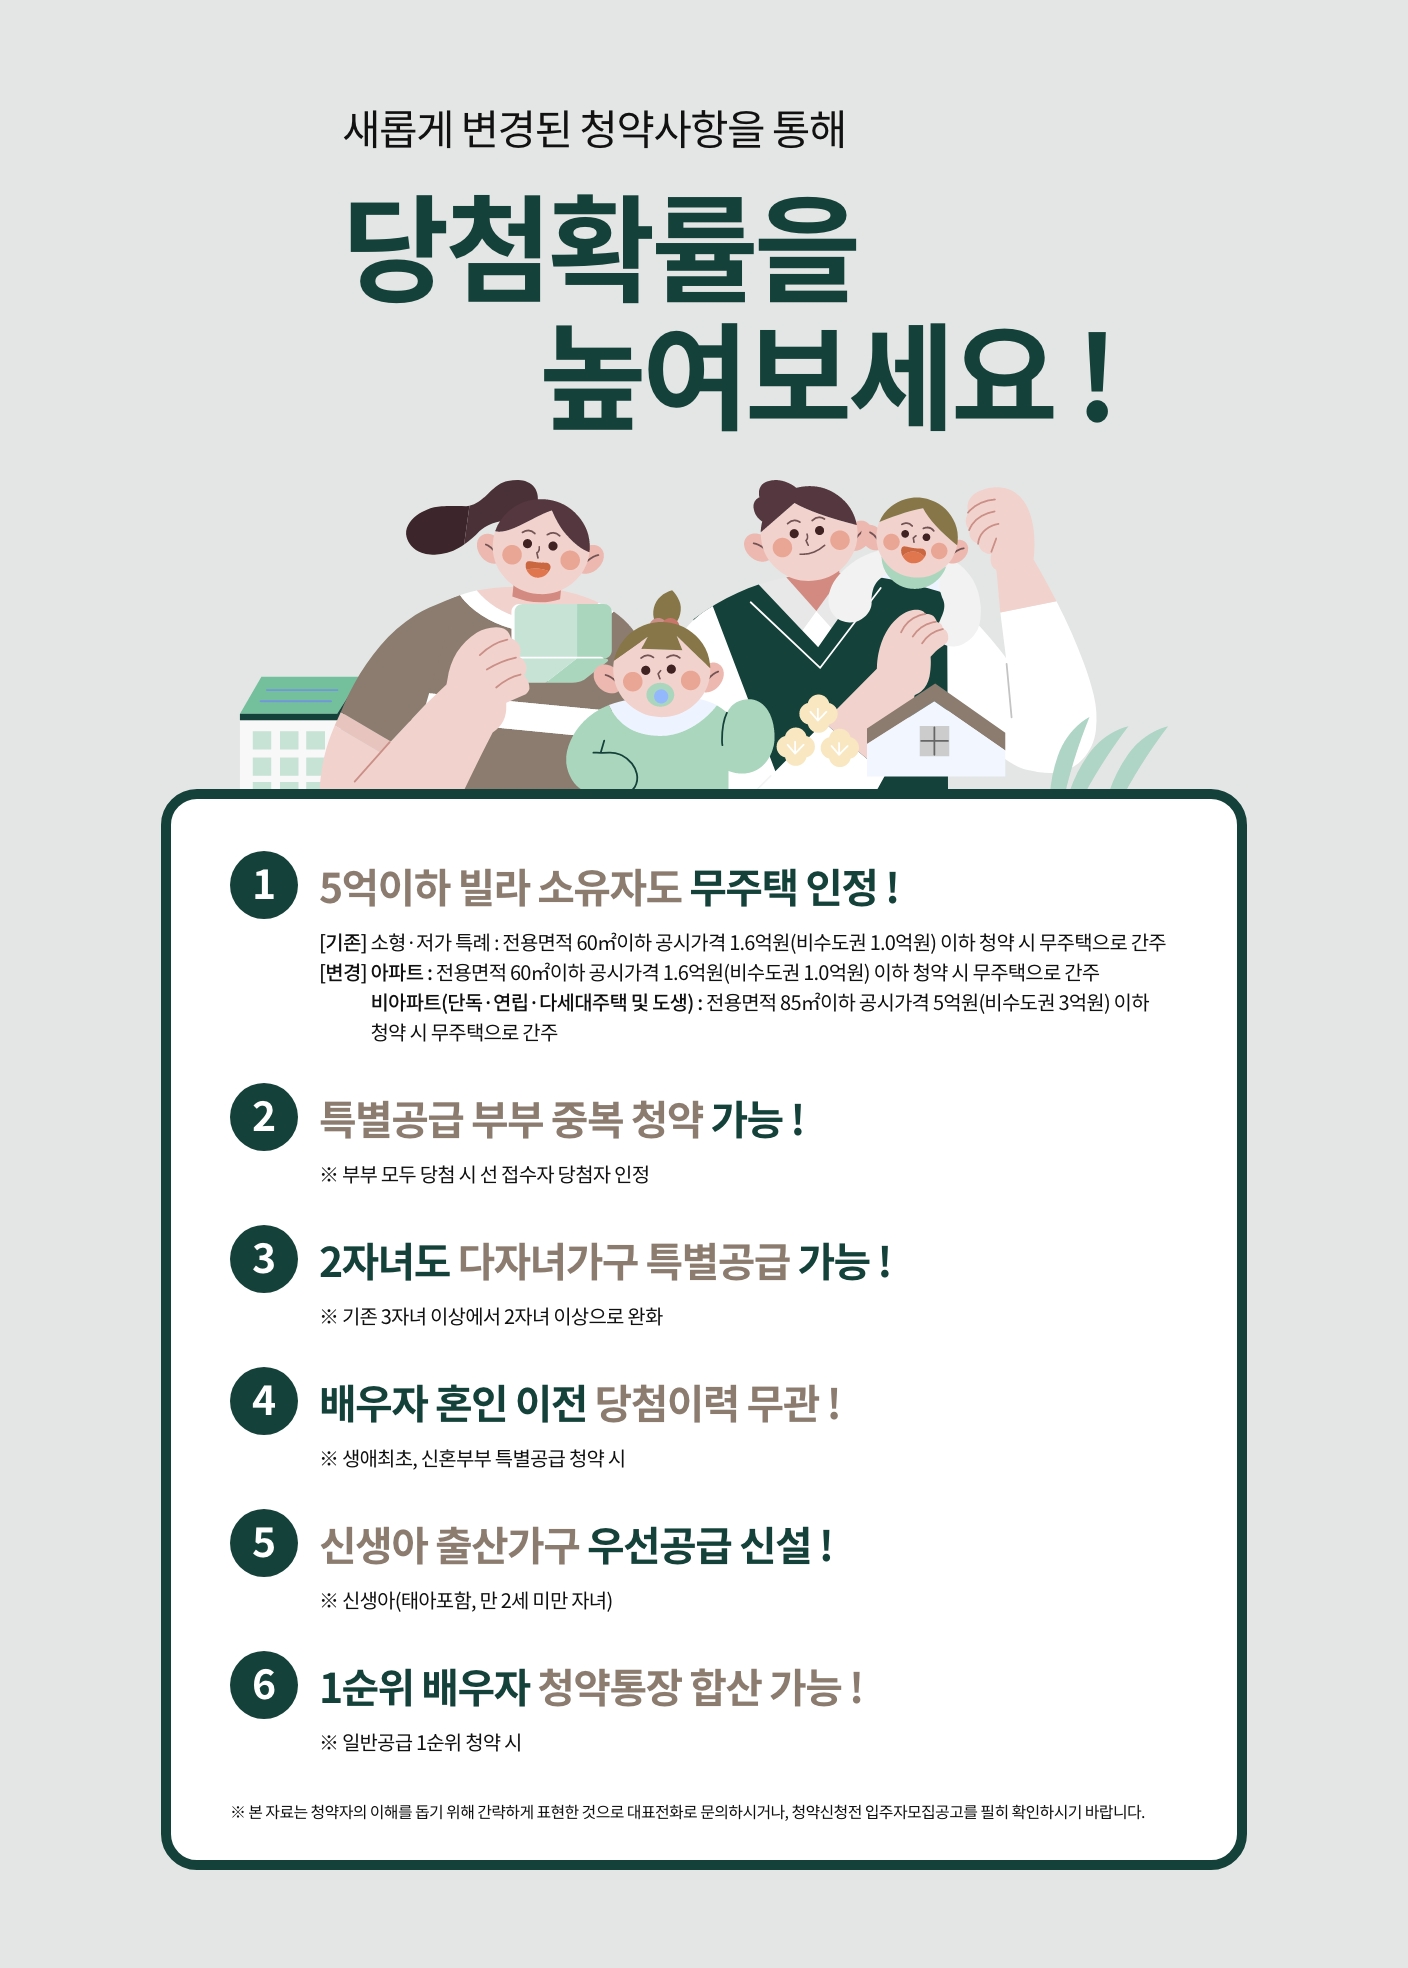 새롭게 변경된 청약사항을 통해
당첨확률을
높여보세요 !
1 5억이하 빌라 소유자도 무주택 인정 !
[기존] 소형·저가 특례 : 전용면적 60㎡이하 공시가격 1.6억원(비수도권 1.0억원) 이하 청약 시 무주택으로 간주
[변경] 아파트 : 전용면적 60㎡이하 공시가격 1.6억원(비수도권 1.0억원) 이하 청약 시 무주택으로 간주
비아파트(단독·연립·다세대주택 및 도생) : 전용면적 85㎡이하 공시가격 5억원(비수도권 3억원) 이하
청약 시 무주택으로 간주
2 특별공급 부부 중복 청약 가능 !
※ 부부 모두 당첨 시 선 접수자 당첨자 인정
3 2자녀도 다자녀가구 특별공급 가능 !
※ 기존 3자녀 이상에서 2자녀 이상으로 완화
4 배우자 혼인 이전 당첨이력 무관 !
※ 생애최초, 신혼부부 특별공급 청약 시
5 신생아 출산가구 우선공급 신설 !
※ 신생아(태아포함, 만 2세 미만 자녀)
6 1순위 배우자 청약통장 합산 가능 !
※ 일반공급 1순위 청약 시
※ 본 자료는 청약자의 이해를 돕기 위해 간략하게 표현한 것으로 대표전화로 문의하시거나, 청약신청전 입주자모집공고를 필히 확인하시기 바랍니다.